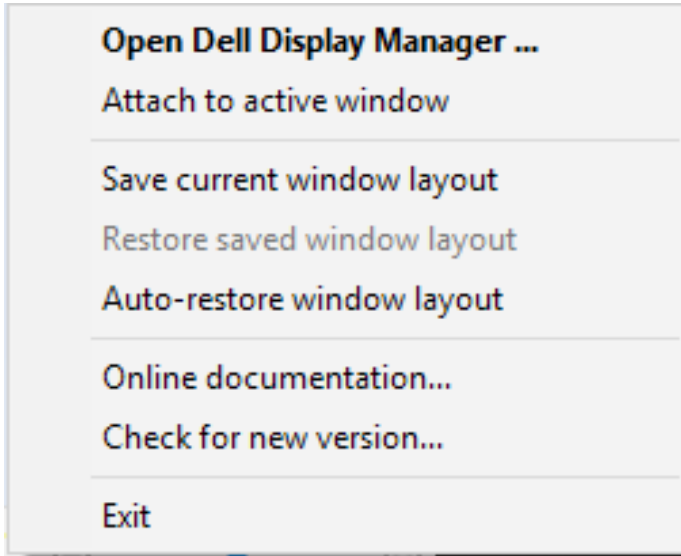 Open Dell Display Manager ...
Attach to active window
Save current window layout
Restore saved window layout
Auto-restore window layout
Online documentation...
Check for new version...
Exit